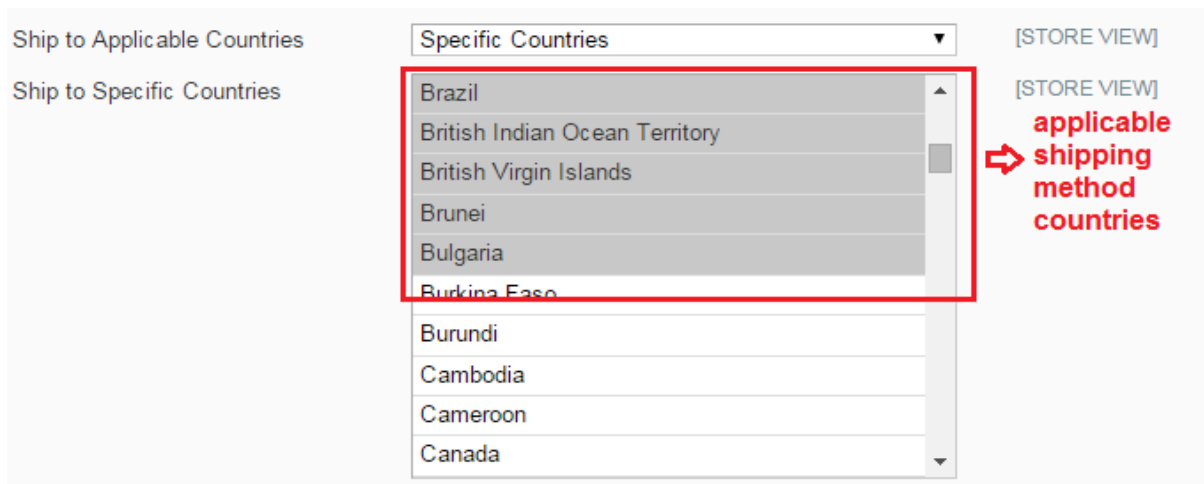 Ship to Applicable Countries
Specific Countries
[STORE VIEW]
Ship to Specific Countries
[STORE VIEW]
Brazil
British Indian Ocean Territory
British Virgin Islands
Brunei
Bulgaria
Burkina Faso
Burundi
Cambodia
Cameroon
Canada
applicable
shipping
method
countries